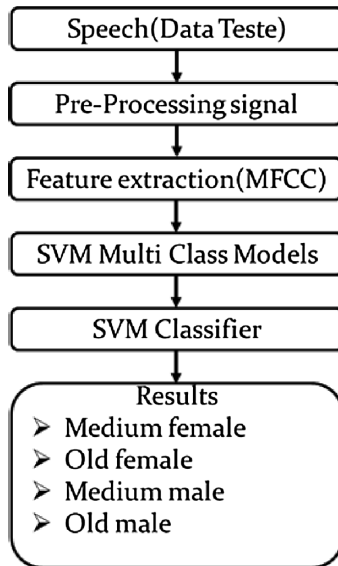 Speech(Data Teste)
Pre-Processing signal
Feature extraction(MFCC)
SVM Multi Class Models
SVM Classifier
Results
➢ Medium female
➢ Old female
➢ Medium male
➢ Old male